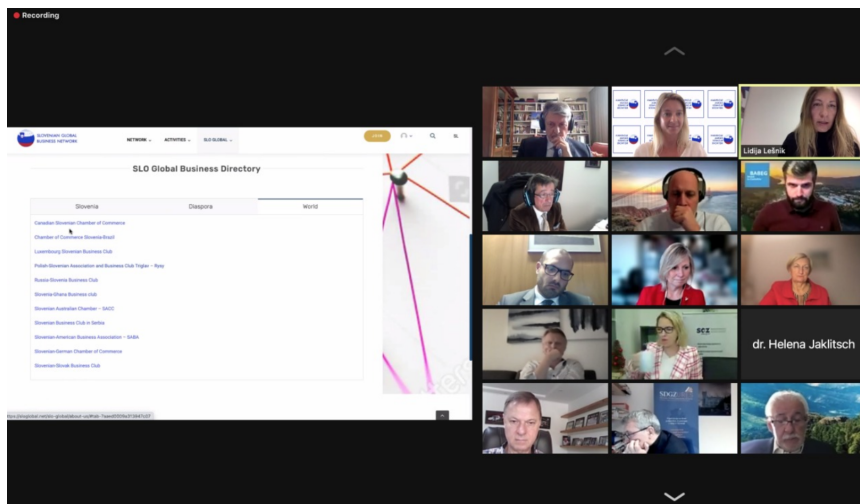 Recording
SLOVENIAN GLOBAL
BUSINESS NETWORK
NETWORK
ACTIVITIES
SLO GLOBAL
SLO Global Business Directory
Slovenia
Diaspora
World
Canadian Slovenian Chamber of Commerce
Chamber of Commerce Slovenia-Brazil
Luxembourg Slovenian Business Club
Polish-Slovenian Association and Business Club Triglav – Rysy
Russia-Slovenia Business Club
Slovenia-Ghana Business club
Slovenian Australian Chamber – SACC
Slovenian Business Club in Serbia
Slovenian-American Business Association – SABA
Slovenian-German Chamber of Commerce
Slovenian-Slovak Business Club
Lidija Lešnik
dr. Helena Jaklitsch
SDGZ